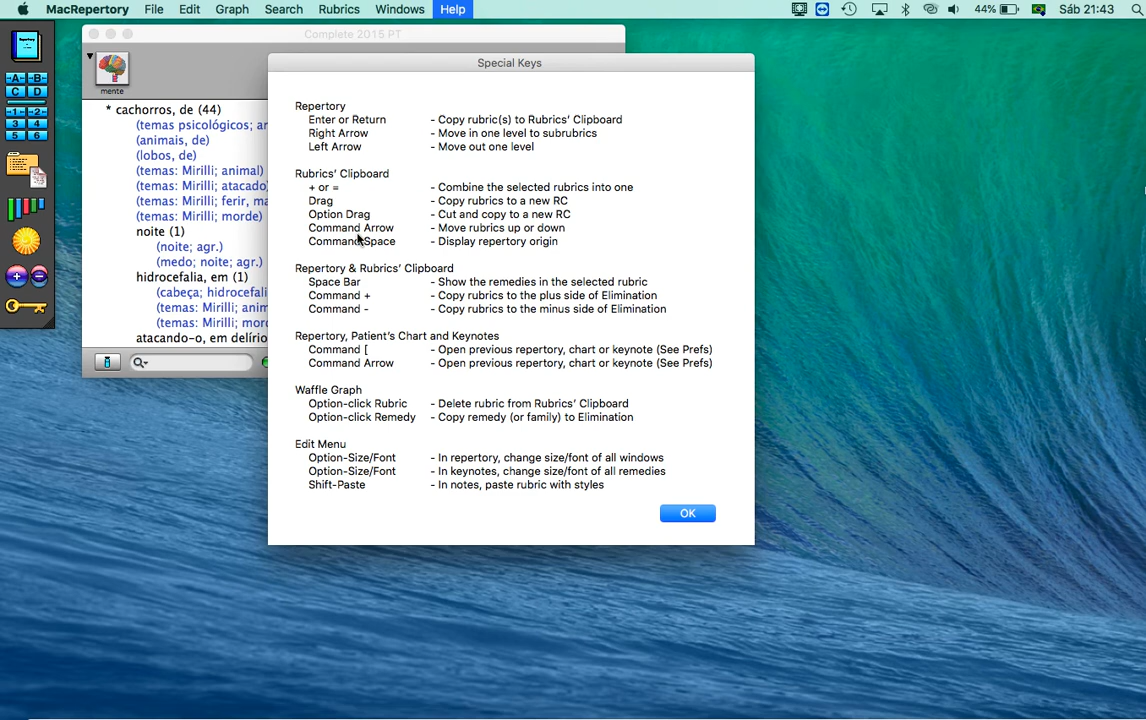 MacRepertory File Edit Graph Search Rubrics Windows Help 44% Sáb 21:43
Complete 2015 PT
Repertory
-A- -B-
C D
-1- -2-
3 4
5 6
mente
* cachorros, de (44)
(temas psicológicos; an
(animais, de)
(lobos, de)
(temas: Mirilli; animal)
(temas: Mirilli; atacado)
(temas: Mirilli; ferir, ma
(temas: Mirilli; morde)
noite (1)
(noite; agr.)
(medo; noite; agr.)
hidrocefalia, em (1)
(cabeça; hidrocefali
(temas: Mirilli; anim
(temas: Mirilli; mord
atacando-o, em delírio
Special Keys
Repertory
Enter or Return - Copy rubric(s) to Rubrics' Clipboard
Right Arrow - Move in one level to subrubrics
Left Arrow - Move out one level
Rubrics' Clipboard
+ or = - Combine the selected rubrics into one
Drag - Copy rubrics to a new RC
Option Drag - Cut and copy to a new RC
Command Arrow - Move rubrics up or down
Command Space - Display repertory origin
Repertory & Rubrics' Clipboard
Space Bar - Show the remedies in the selected rubric
Command + - Copy rubrics to the plus side of Elimination
Command - - Copy rubrics to the minus side of Elimination
Repertory, Patient's Chart and Keynotes
Command [ - Open previous repertory, chart or keynote (See Prefs)
Command Arrow - Open previous repertory, chart or keynote (See Prefs)
Waffle Graph
Option-click Rubric - Delete rubric from Rubrics' Clipboard
Option-click Remedy - Copy remedy (or family) to Elimination
Edit Menu
Option-Size/Font - In repertory, change size/font of all windows
Option-Size/Font - In keynotes, change size/font of all remedies
Shift-Paste - In notes, paste rubric with styles
OK